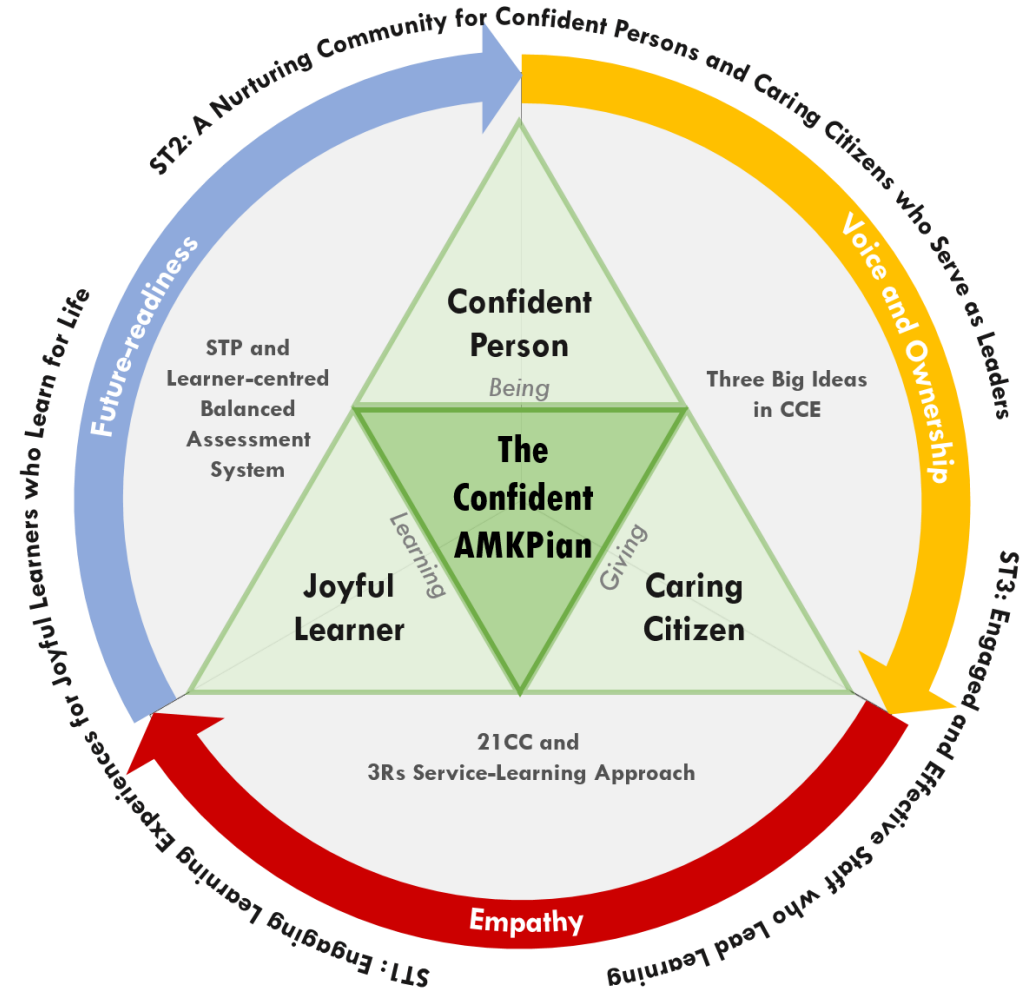 ST2: A Nurturing Community for Confident Persons and Caring Citizens who Serve as Leaders
ST3: Engaged and Effective Staff who Lead Learning
ST1: Engaging Learning Experiences for Joyful Learners who Learn for Life
Future-readiness
Voice and Ownership
Empathy
Confident
Person
Being
STP and
Learner-centred
Balanced
Assessment
System
Three Big Ideas
in CCE
The
Confident
AMKPian
Learning
Giving
Joyful
Learner
Caring
Citizen
21CC and
3Rs Service-Learning Approach